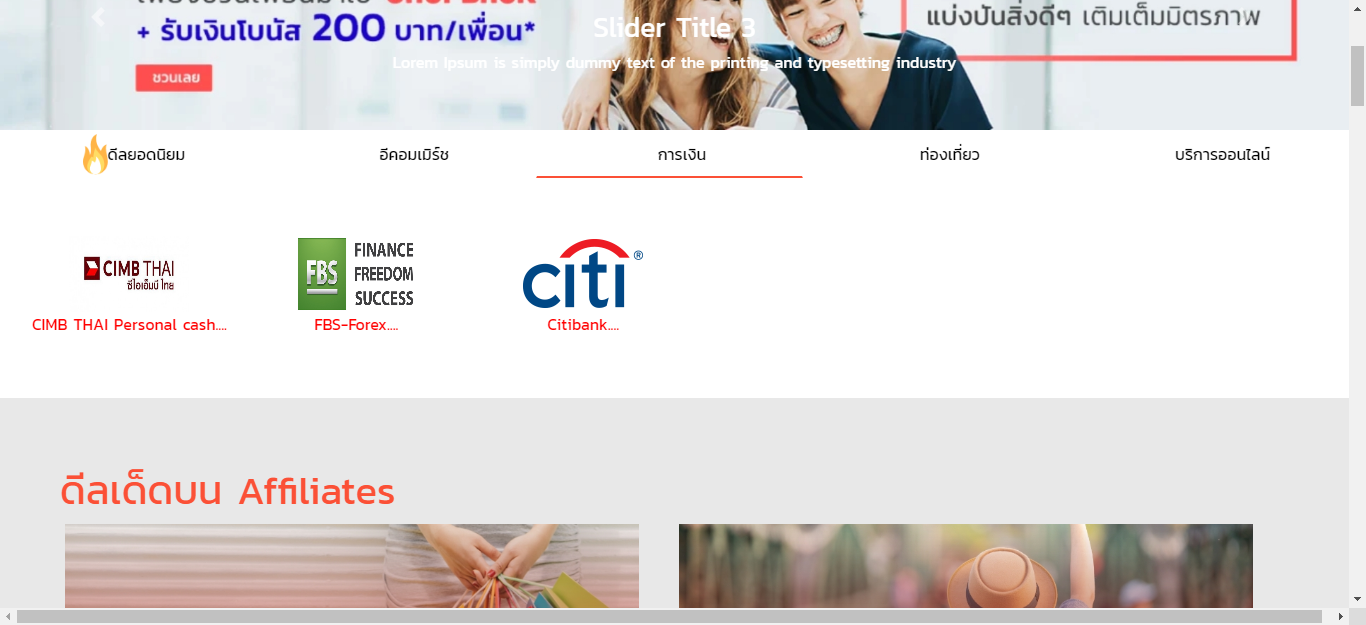 + รับเงินโบนัส 200 บาท/เพื่อน*
ชวนเลย
แบ่งปันสิ่งดีๆ เติมเต็มมิตรภาพ
Slider Title 3
Lorem Ipsum is simply dummy text of the printing and typesetting industry
ดีลยอดนิยม
อีคอมเมิร์ช
การเงิน
ท่องเที่ยว
บริการออนไลน์
CIMB THAI
ซีไอเอ็มบี ไทย
FBS
FINANCE
FREEDOM
SUCCESS
citi®
CIMB THAI Personal cash....
FBS-Forex....
Citibank....
ดีลเด็ดบน Affiliates